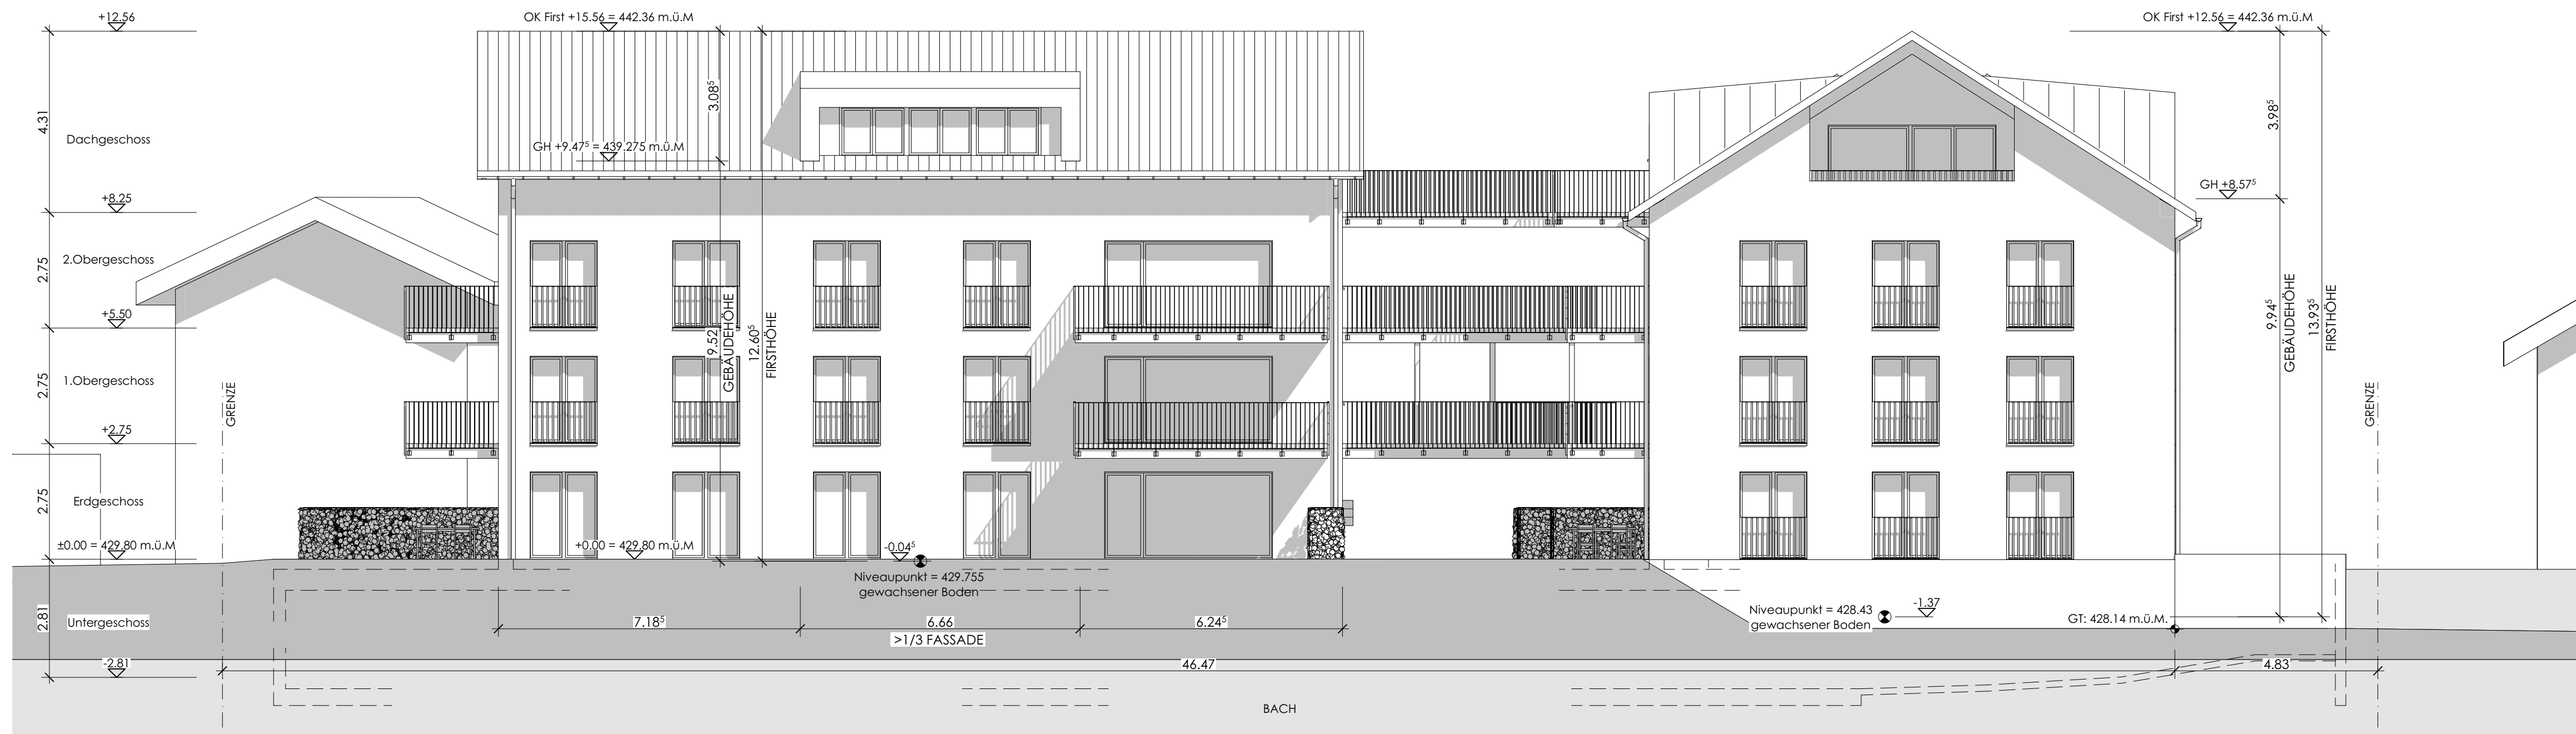 +12.56
OK First +15.56 = 442.36 m.ü.M
OK First +12.56 = 442.36 m.ü.M
4.31
Dachgeschoss
3.08⁵
3.98⁵
GH +9.47⁵ = 439.275 m.ü.M
GH +8.57⁵
+8.25
2.75
2.Obergeschoss
+5.50
9.52
GEBÄUDEHÖHE
12.60⁵
FIRSTHÖHE
9.94⁵
GEBÄUDEHÖHE
13.93⁵
FIRSTHÖHE
2.75
1.Obergeschoss
GRENZE
GRENZE
+2.75
2.75
Erdgeschoss
±0.00 = 429.80 m.ü.M
+0.00 = 429.80 m.ü.M
-0.04⁵
Niveaupunkt = 429.755
gewachsener Boden
2.81
Untergeschoss
7.18⁵
6.66
6.24⁵
>1/3 FASSADE
Niveaupunkt = 428.43
gewachsener Boden
-1.37
GT: 428.14 m.ü.M.
-2.81
46.47
4.83
BACH